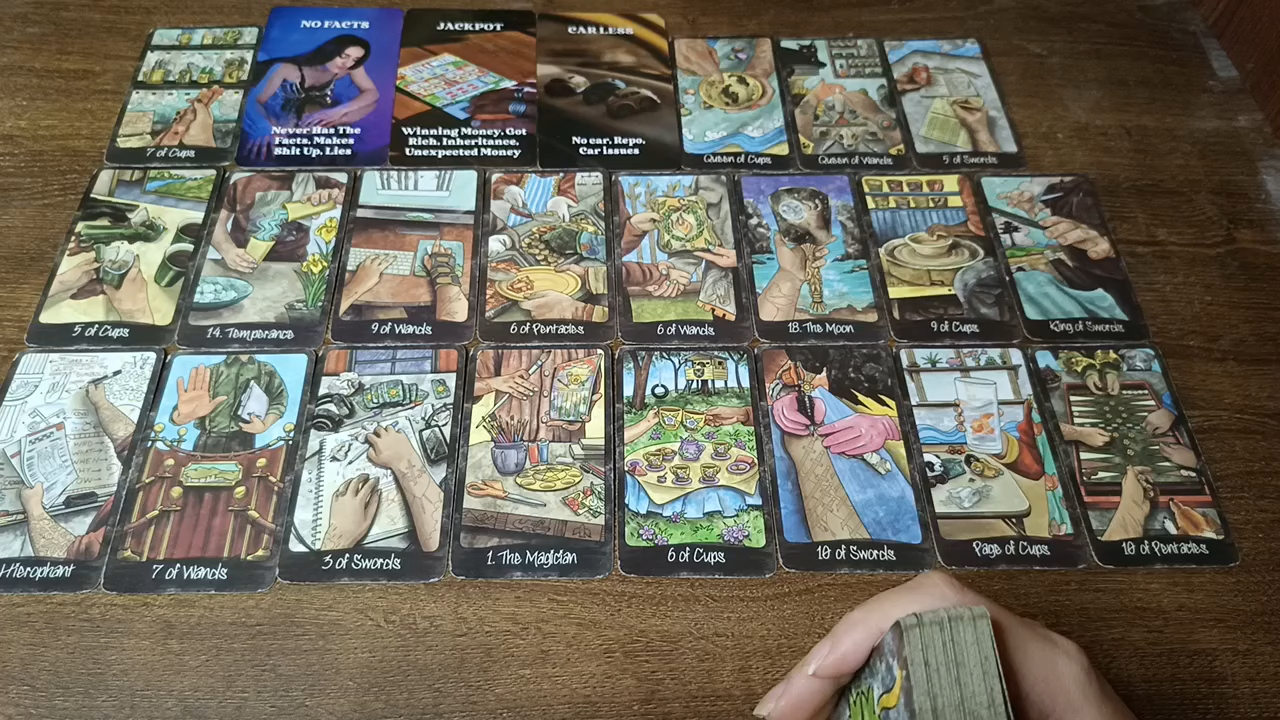 7 of Cups
NO FACTS
Never Has The
Facts, Makes
Shit Up, Lies
JACKPOT
Winning Money, Got
Rich, Inheritance,
Unexpected Money
CAR LESS
No car, Repo,
Car issues
Queen of Cups
Queen of Wands
5 of Swords
5 of Cups
14. Temperance
9 of Wands
6 of Pentacles
6 of Wands
18. The Moon
9 of Cups
King of Swords
Hierophant
7 of Wands
3 of Swords
1. The Magician
6 of Cups
10 of Swords
Page of Cups
10 of Pentacles